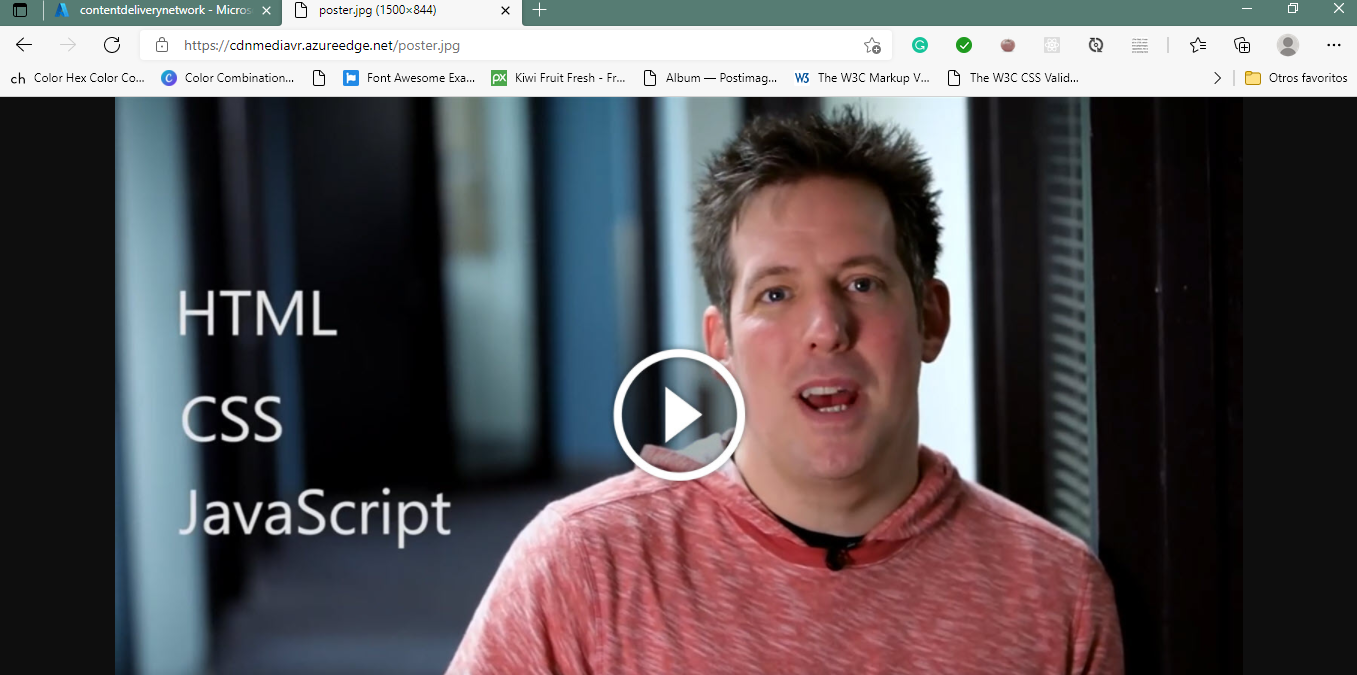 contentdeliverynetwork - Micros
poster.jpg (1500×844)
https://cdnmediavr.azureedge.net/poster.jpg
ch Color Hex Color Co...
C Color Combination...
Font Awesome Exa...
px Kiwi Fruit Fresh - Fr...
Album — Postimag...
W3 The W3C Markup V...
The W3C CSS Valid...
Otros favoritos
HTML
CSS
JavaScript